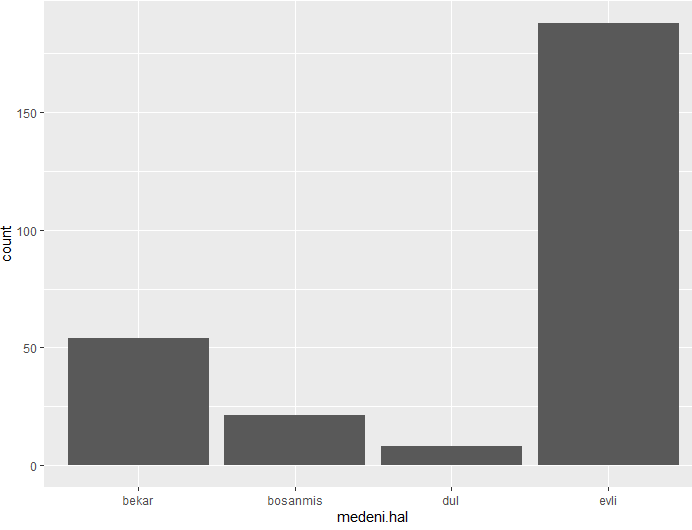 count
150
100
50
0
bekar
bosanmis
dul
evli
medeni.hal